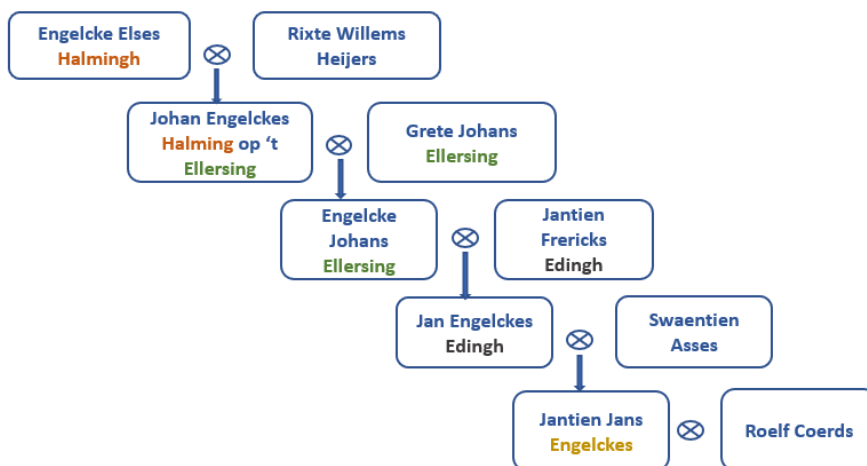 Engelcke Elses
Halmingh
Rixte Willems
Heijers
Johan Engelckes
Halming op ‘t
Ellersing
Grete Johans
Ellersing
Engelcke
Johans
Ellersing
Jantien
Frericks
Edingh
Jan Engelckes
Edingh
Swaentien
Asses
Jantien Jans
Engelckes
Roelf Coerds